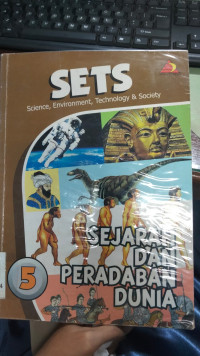 SETS
Science, Environment, Technology & Society
SEJARAH
DAN
PERADABAN
DUNIA
5